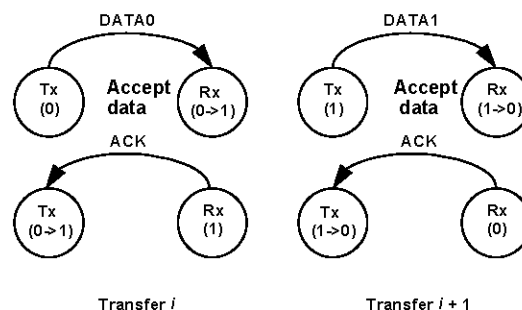 DATA0
Tx
(0)
Accept
data
Rx
(0->1)
ACK
Tx
(0->1)
Rx
(1)
Transfer i
DATA1
Tx
(1)
Accept
data
Rx
(1->0)
ACK
Tx
(1->0)
Rx
(0)
Transfer i + 1